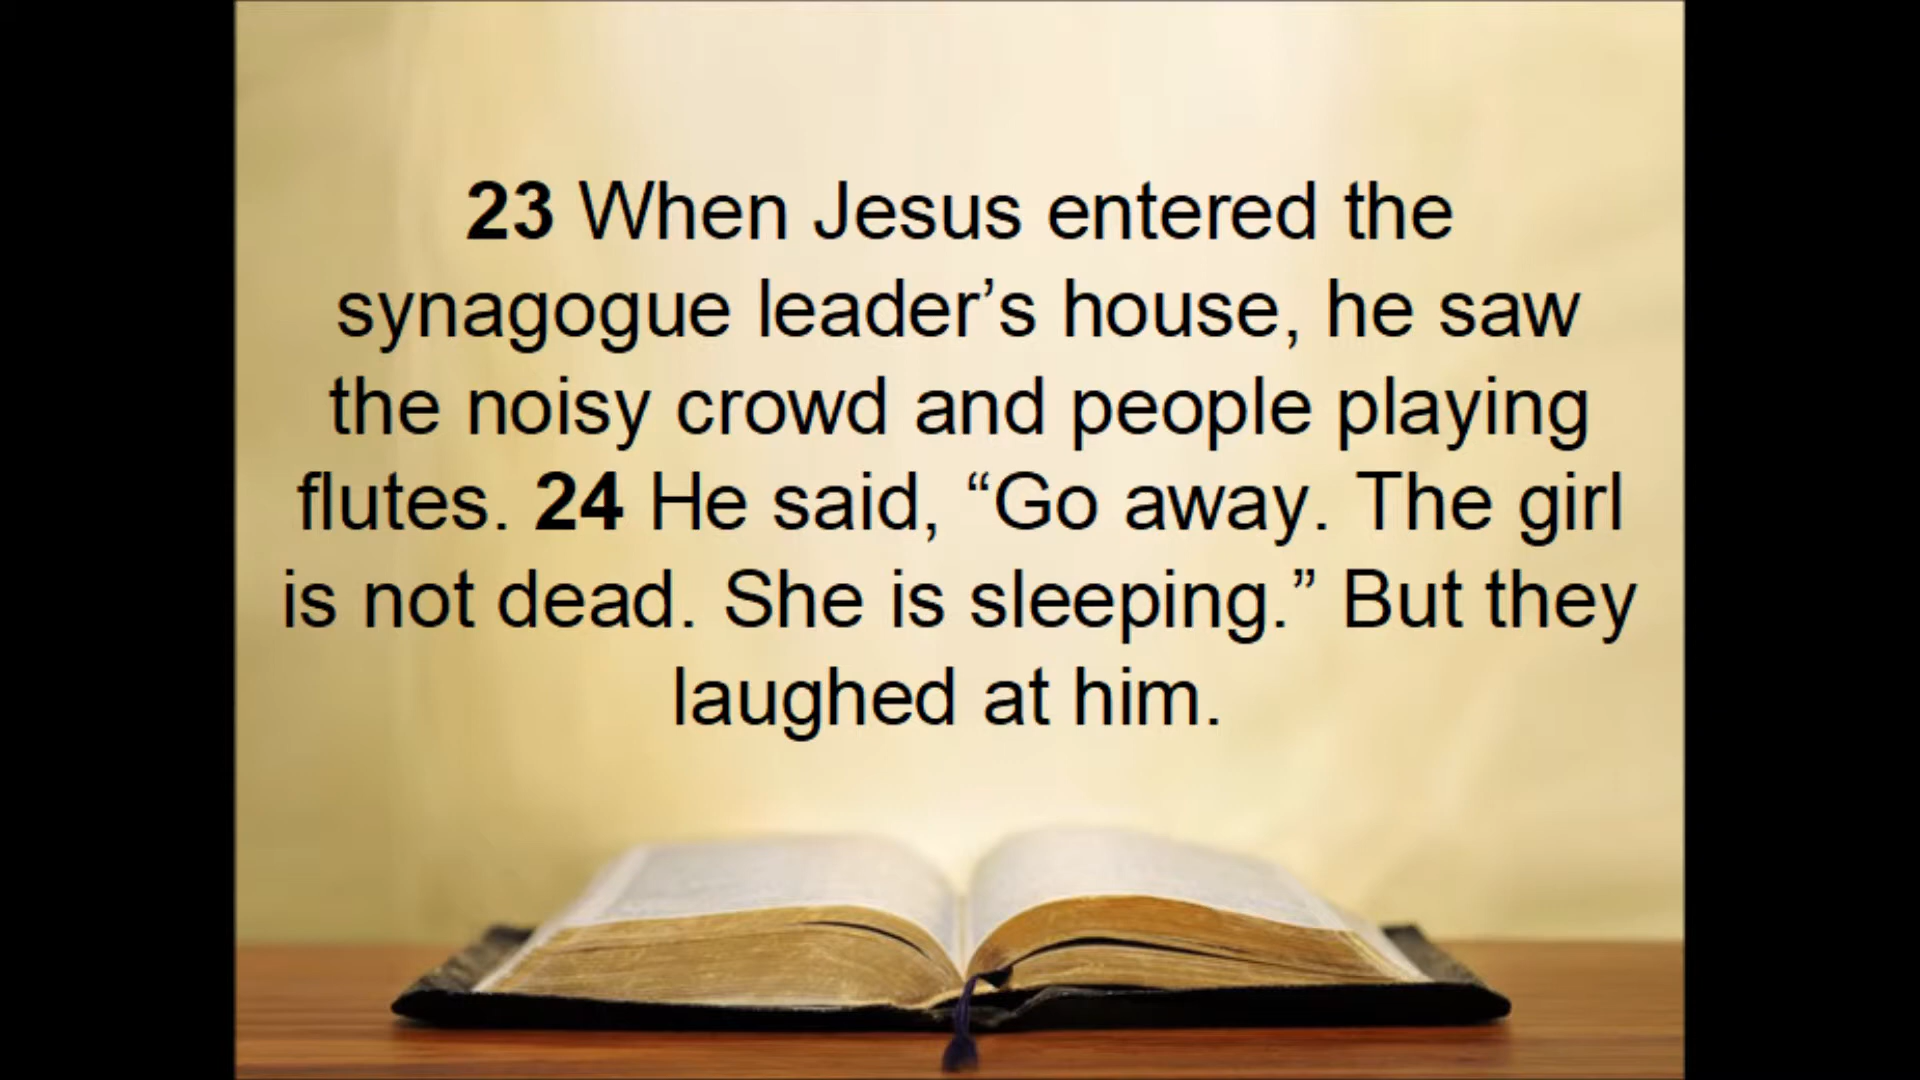 23 When Jesus entered the
synagogue leader’s house, he saw
the noisy crowd and people playing
flutes. 24 He said, “Go away. The girl
is not dead. She is sleeping.” But they
laughed at him.